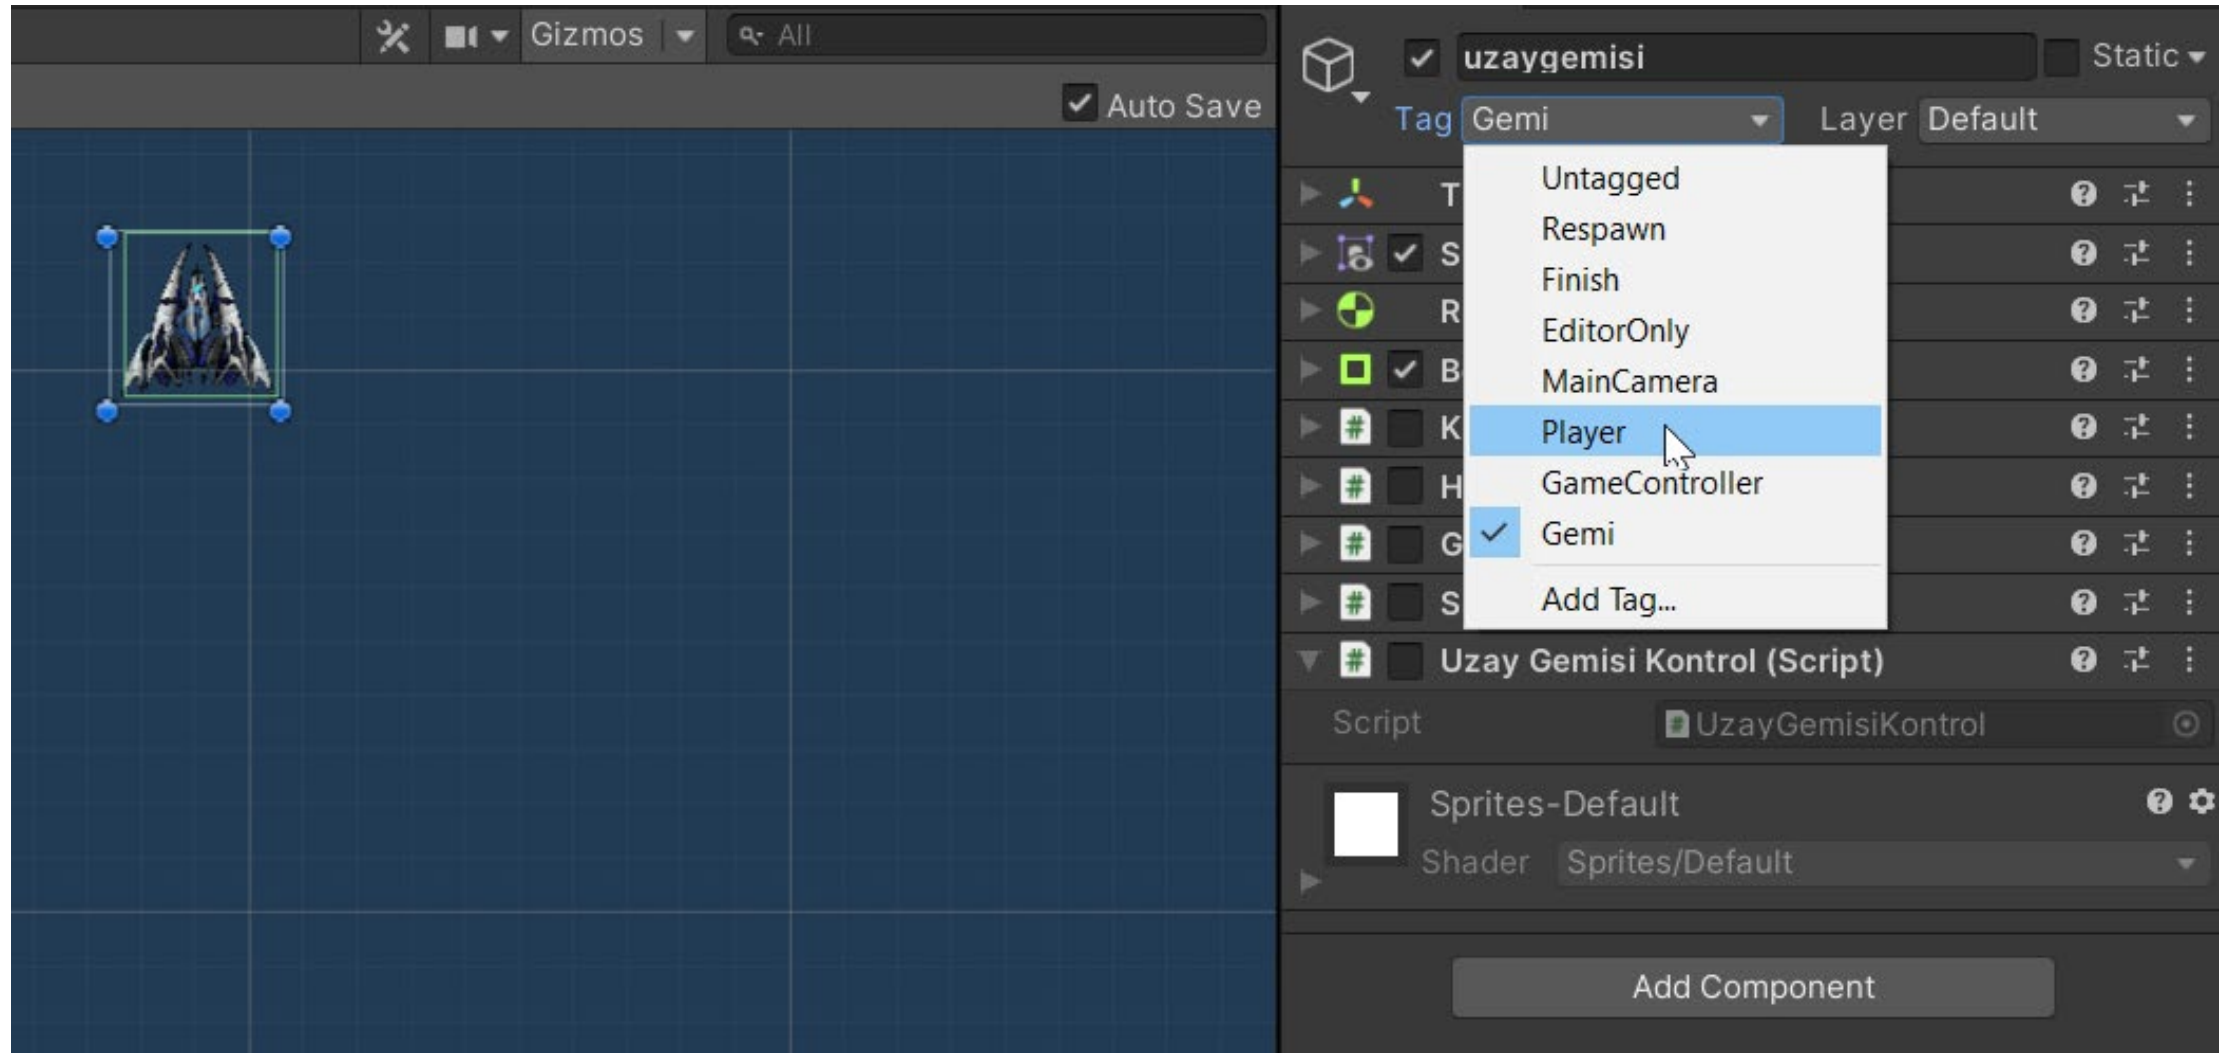 Gizmos
All
Auto Save
uzaygemisi
Static
Tag Gemi
Layer Default
Untagged
Respawn
Finish
EditorOnly
MainCamera
Player
GameController
Gemi
Add Tag...
T
S
R
B
K
H
G
S
Uzay Gemisi Kontrol (Script)
Script
# UzayGemisiKontrol
Sprites-Default
Shader Sprites/Default
Add Component